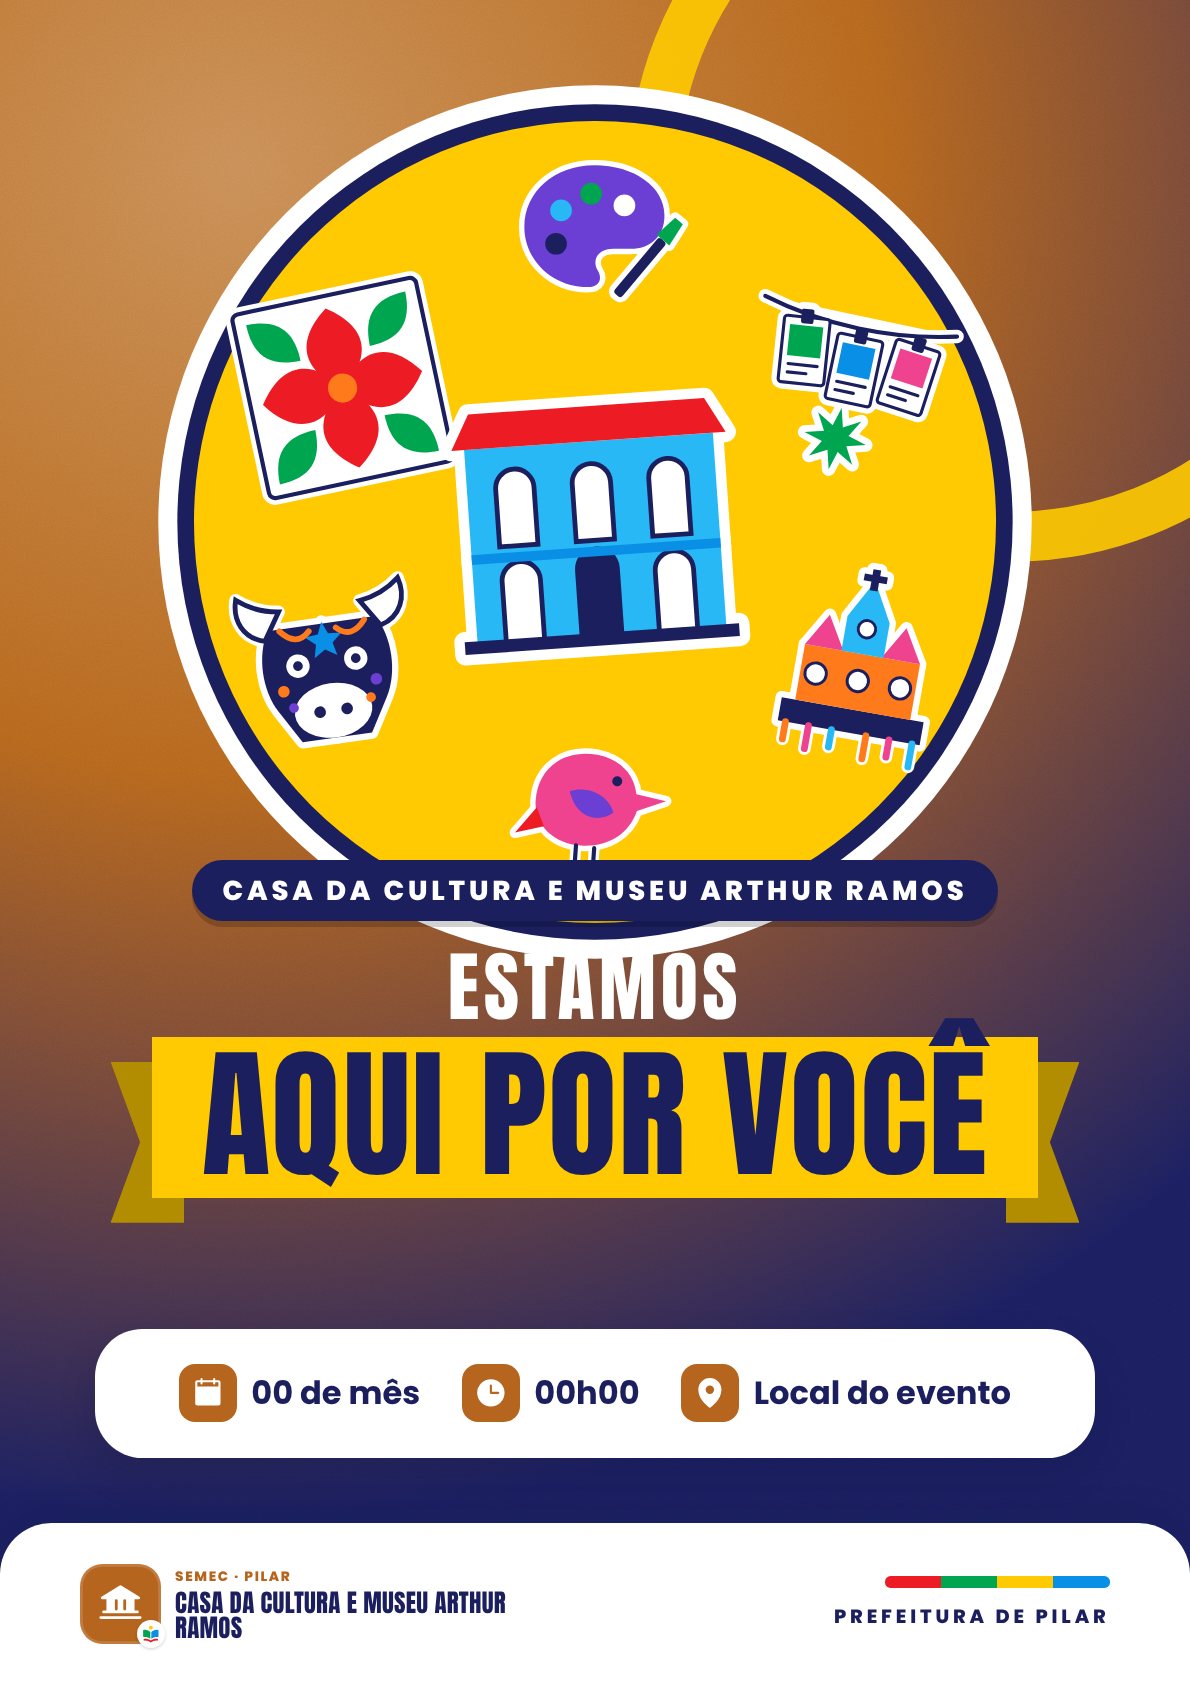 CASA DA CULTURA E MUSEU ARTHUR RAMOS
ESTAMOS
AQUI POR VOCÊ
00 de mês
00h00
Local do evento
SEMEC · PILAR
CASA DA CULTURA E MUSEU ARTHUR
RAMOS
PREFEITURA DE PILAR